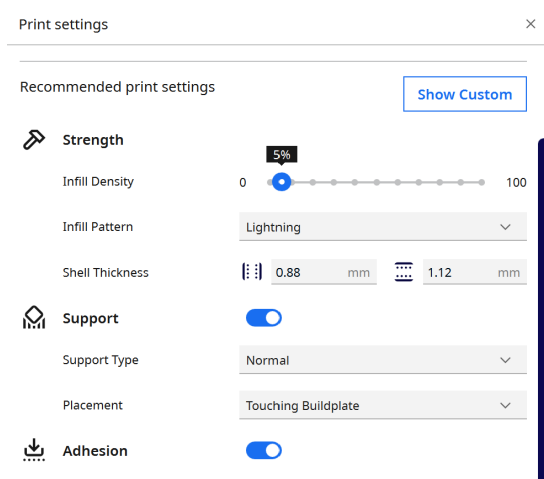 Print settings
Recommended print settings
Show Custom
Strength
5%
Infill Density 0 100
Infill Pattern Lightning
Shell Thickness 0.88 mm 1.12 mm
Support
Support Type Normal
Placement Touching Buildplate
Adhesion